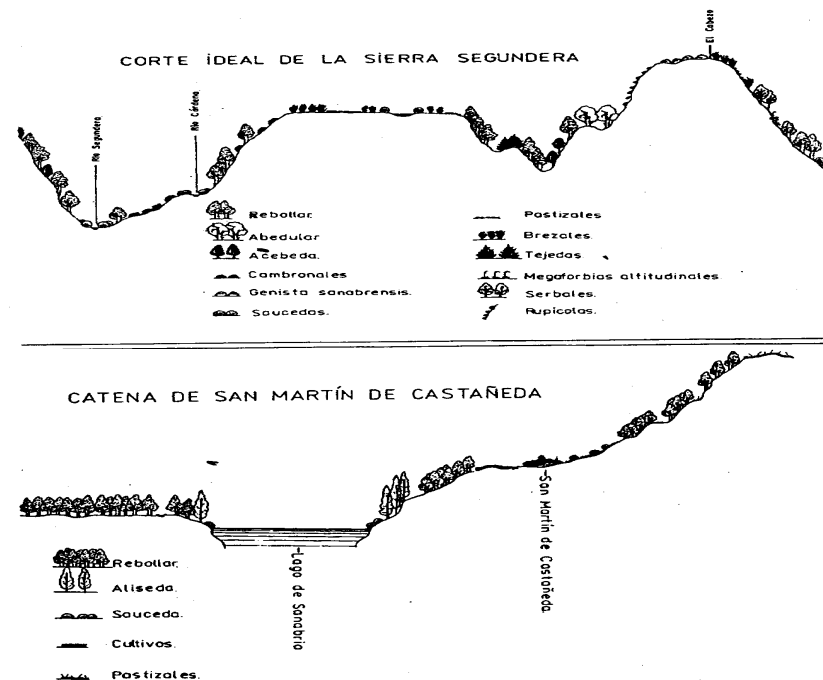 El Cabezo
CORTE IDEAL DE LA SIERRA SEGUNDERA
Río Segundera
Río Cárdena
Rebollar.
Abedular
Acebeda.
Cambronales
Genista sanabrensis.
Saucedas.
Pastizales
Brezales.
Tejedas.
Megaforbios altitudinales.
Serbales.
Rupícolas.
CATENA DE SAN MARTÍN DE CASTAÑEDA
Lago de Sanabria
San Martín de Castañeda.
Rebollar.
Aliseda.
Sauceda.
Cultivos.
Pastizales.